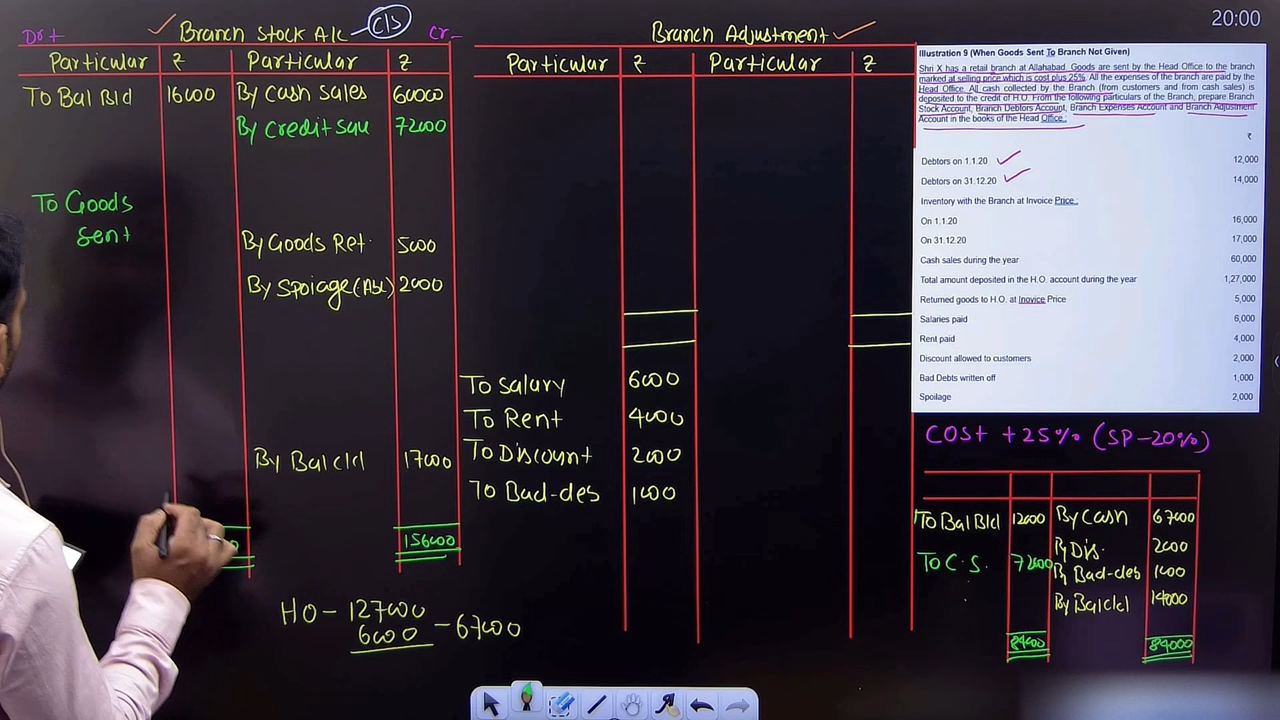 20:00
Dr+
Branch Stock A/c
C/S
Cr-
Particular
₹
Particular
₹
To Bal B/d
16000
By Cash Sales
60000
By Credit Sale
72000
To Goods
Sent
By Goods Ret.
5000
2000
By Bal c/d
17000
156000
HO - 127000
6000
- 67000
Branch Adjustment
Particular
₹
Particular
₹
To Salary
6000
To Rent
4000
To Discount
2000
To Bad-deb
1000
Illustration 9 (When Goods Sent To Branch Not Given)
Shri X has a retail branch at Allahabad. Goods are sent by the Head Office to the branch
marked at selling price which is cost plus 25%. All the expenses of the branch are paid by the
Head Office. All cash collected by the Branch (from customers and from cash sales) is
deposited to the credit of H.O. From the following particulars of the Branch, prepare Branch
Stock Account, Branch Debtors Account, Branch Expenses Account and Branch Adjustment
Account in the books of the Head Office :
₹
Debtors on 1.1.20
12,000
Debtors on 31.12.20
14,000
Inventory with the Branch at Invoice Price :
On 1.1.20
16,000
On 31.12.20
17,000
Cash sales during the year
60,000
Total amount deposited in the H.O. account during the year
1,27,000
Returned goods to H.O. at Inovice Price
5,000
Salaries paid
6,000
Rent paid
4,000
Discount allowed to customers
2,000
Bad Debts written off
1,000
Spoilage
2,000
COST +25% (SP-20%)
To Bal B/d
12000
By Cash
67000
To C.S.
72000
By Dis.
2000
By Bad-deb
1000
By Bal c/d
14000
84000
84000